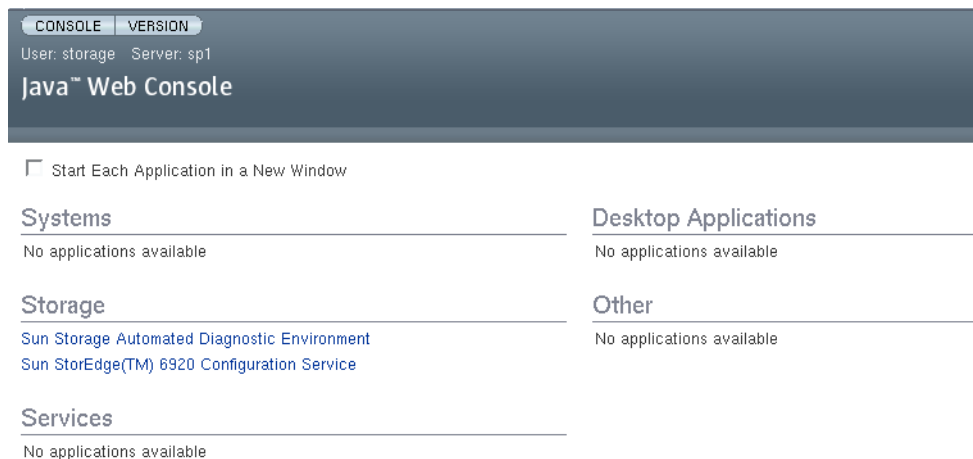 CONSOLE VERSION
User: storage Server: sp1
Java™ Web Console
Start Each Application in a New Window
Systems
No applications available
Storage
Sun Storage Automated Diagnostic Environment
Sun StorEdge(TM) 6920 Configuration Service
Services
No applications available
Desktop Applications
No applications available
Other
No applications available